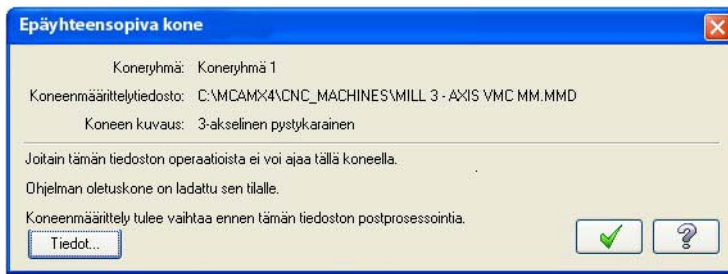 Epäyhteensopiva kone
Koneryhmä: Koneryhmä 1
Koneenmäärittelytiedosto: C:\MCAMX4\CNC_MACHINES\MILL 3 - AXIS VMC MM.MMD
Koneen kuvaus: 3-akselinen pystykarainen
Joitain tämän tiedoston operaatioista ei voi ajaa tällä koneella.
Ohjelman oletuskone on ladattu sen tilalle.
Koneenmäärittely tulee vaihtaa ennen tämän tiedoston postprosessointia.
Tiedot...